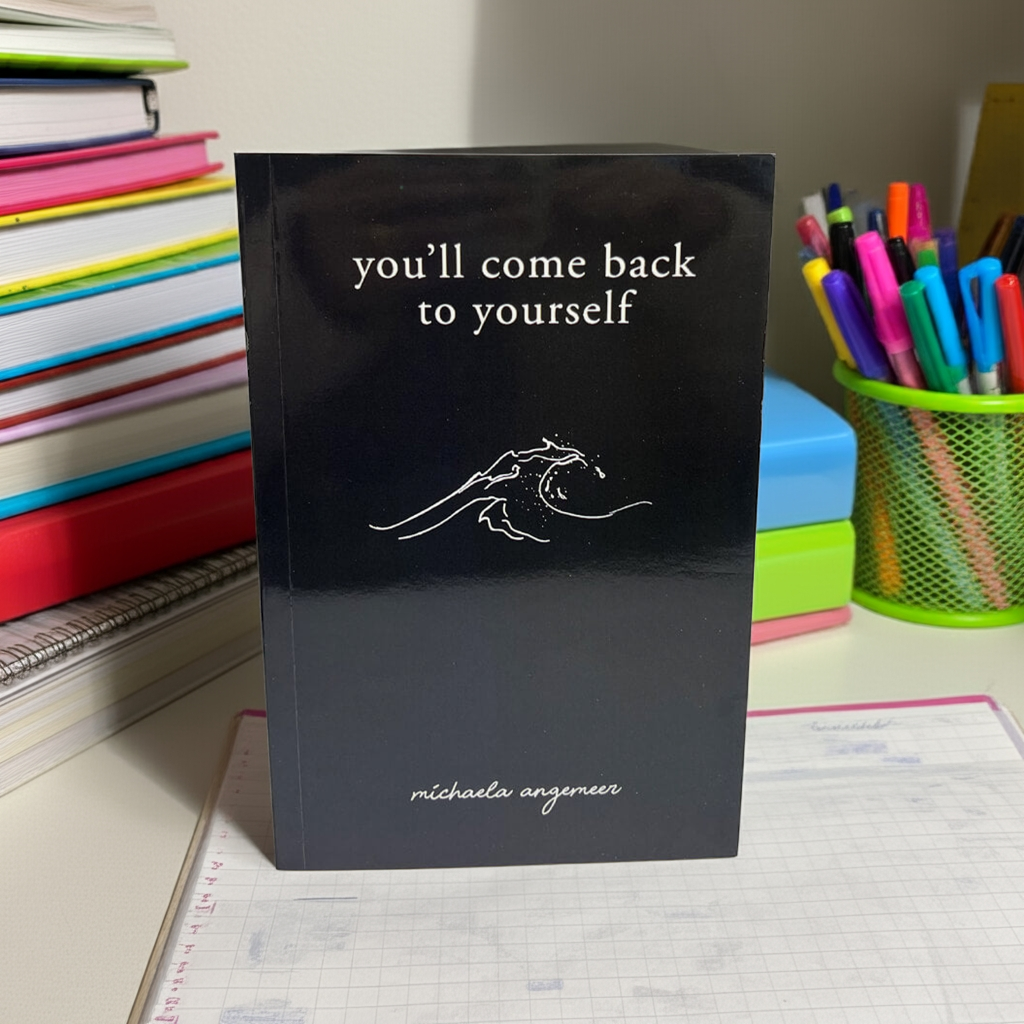 you’ll come back
to yourself
michaela angemeer